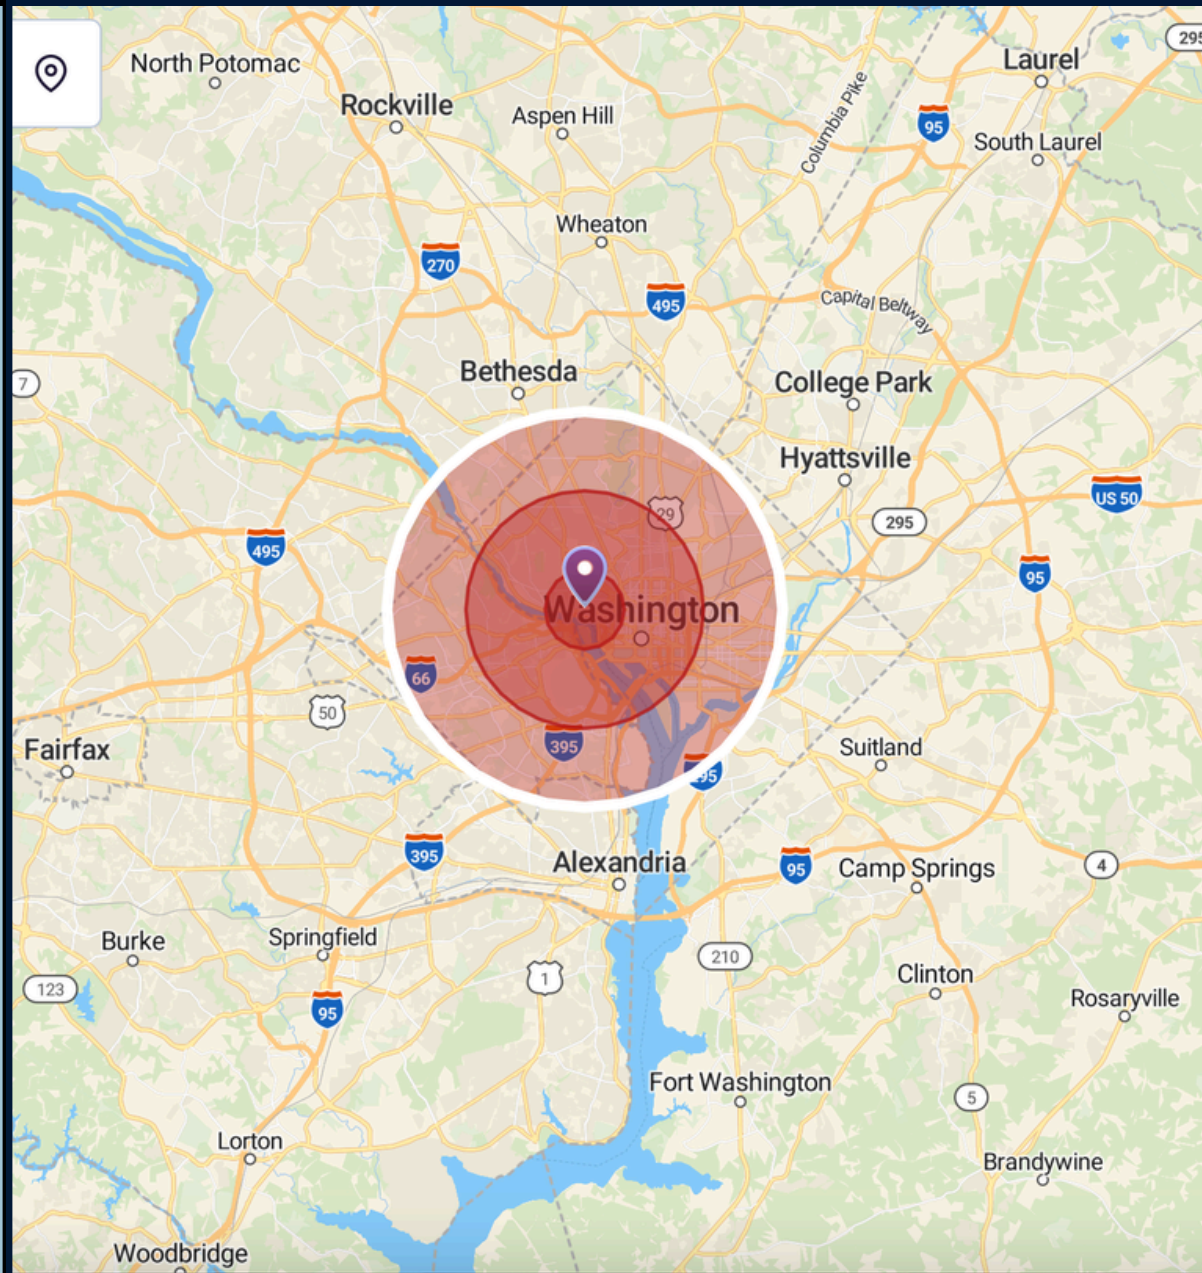 295
Laurel
North Potomac
Rockville
Aspen Hill
Columbia Pike
95
South Laurel
Wheaton
270
495
Capital Beltway
Bethesda
7
College Park
Hyattsville
US 50
29
295
495
95
Washington
66
50
395
Fairfax
Suitland
395
Alexandria
95
Camp Springs
4
Burke
Springfield
210
1
123
Clinton
95
Rosaryville
Fort Washington
5
Lorton
Brandywine
Woodbridge